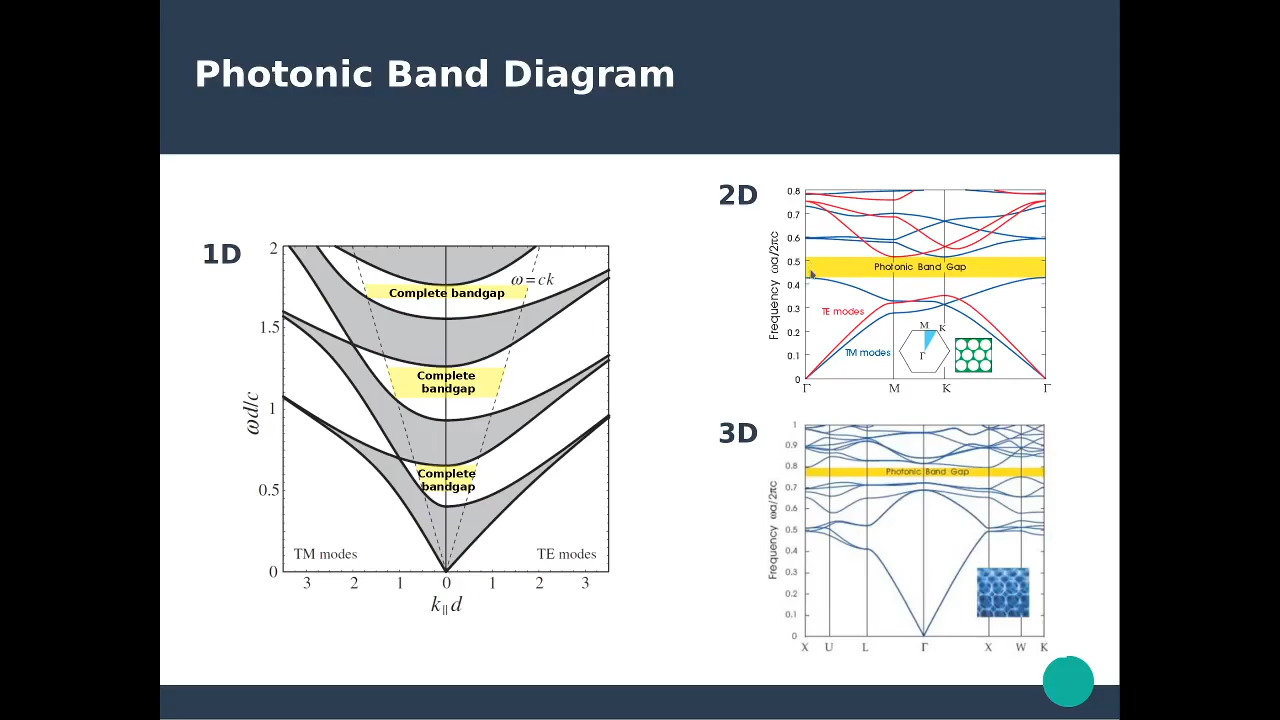 Photonic Band Diagram
1D
2
1.5
1
0.5
0
ωd/c
Complete bandgap
ω = ck
Complete
bandgap
Complete
bandgap
TM modes
TE modes
3 2 1 0 1 2 3
k∥d
2D
0.8
0.7
0.6
0.5
0.4
0.3
0.2
0.1
0
Frequency ωa/2πc
Photonic Band Gap
TE modes
TM modes
M K
Γ
Γ M K Γ
3D
1
0.9
0.8
0.7
0.6
0.5
0.4
0.3
0.2
0.1
0
Frequency ωa/2πc
Photonic Band Gap
X U L Γ X W K